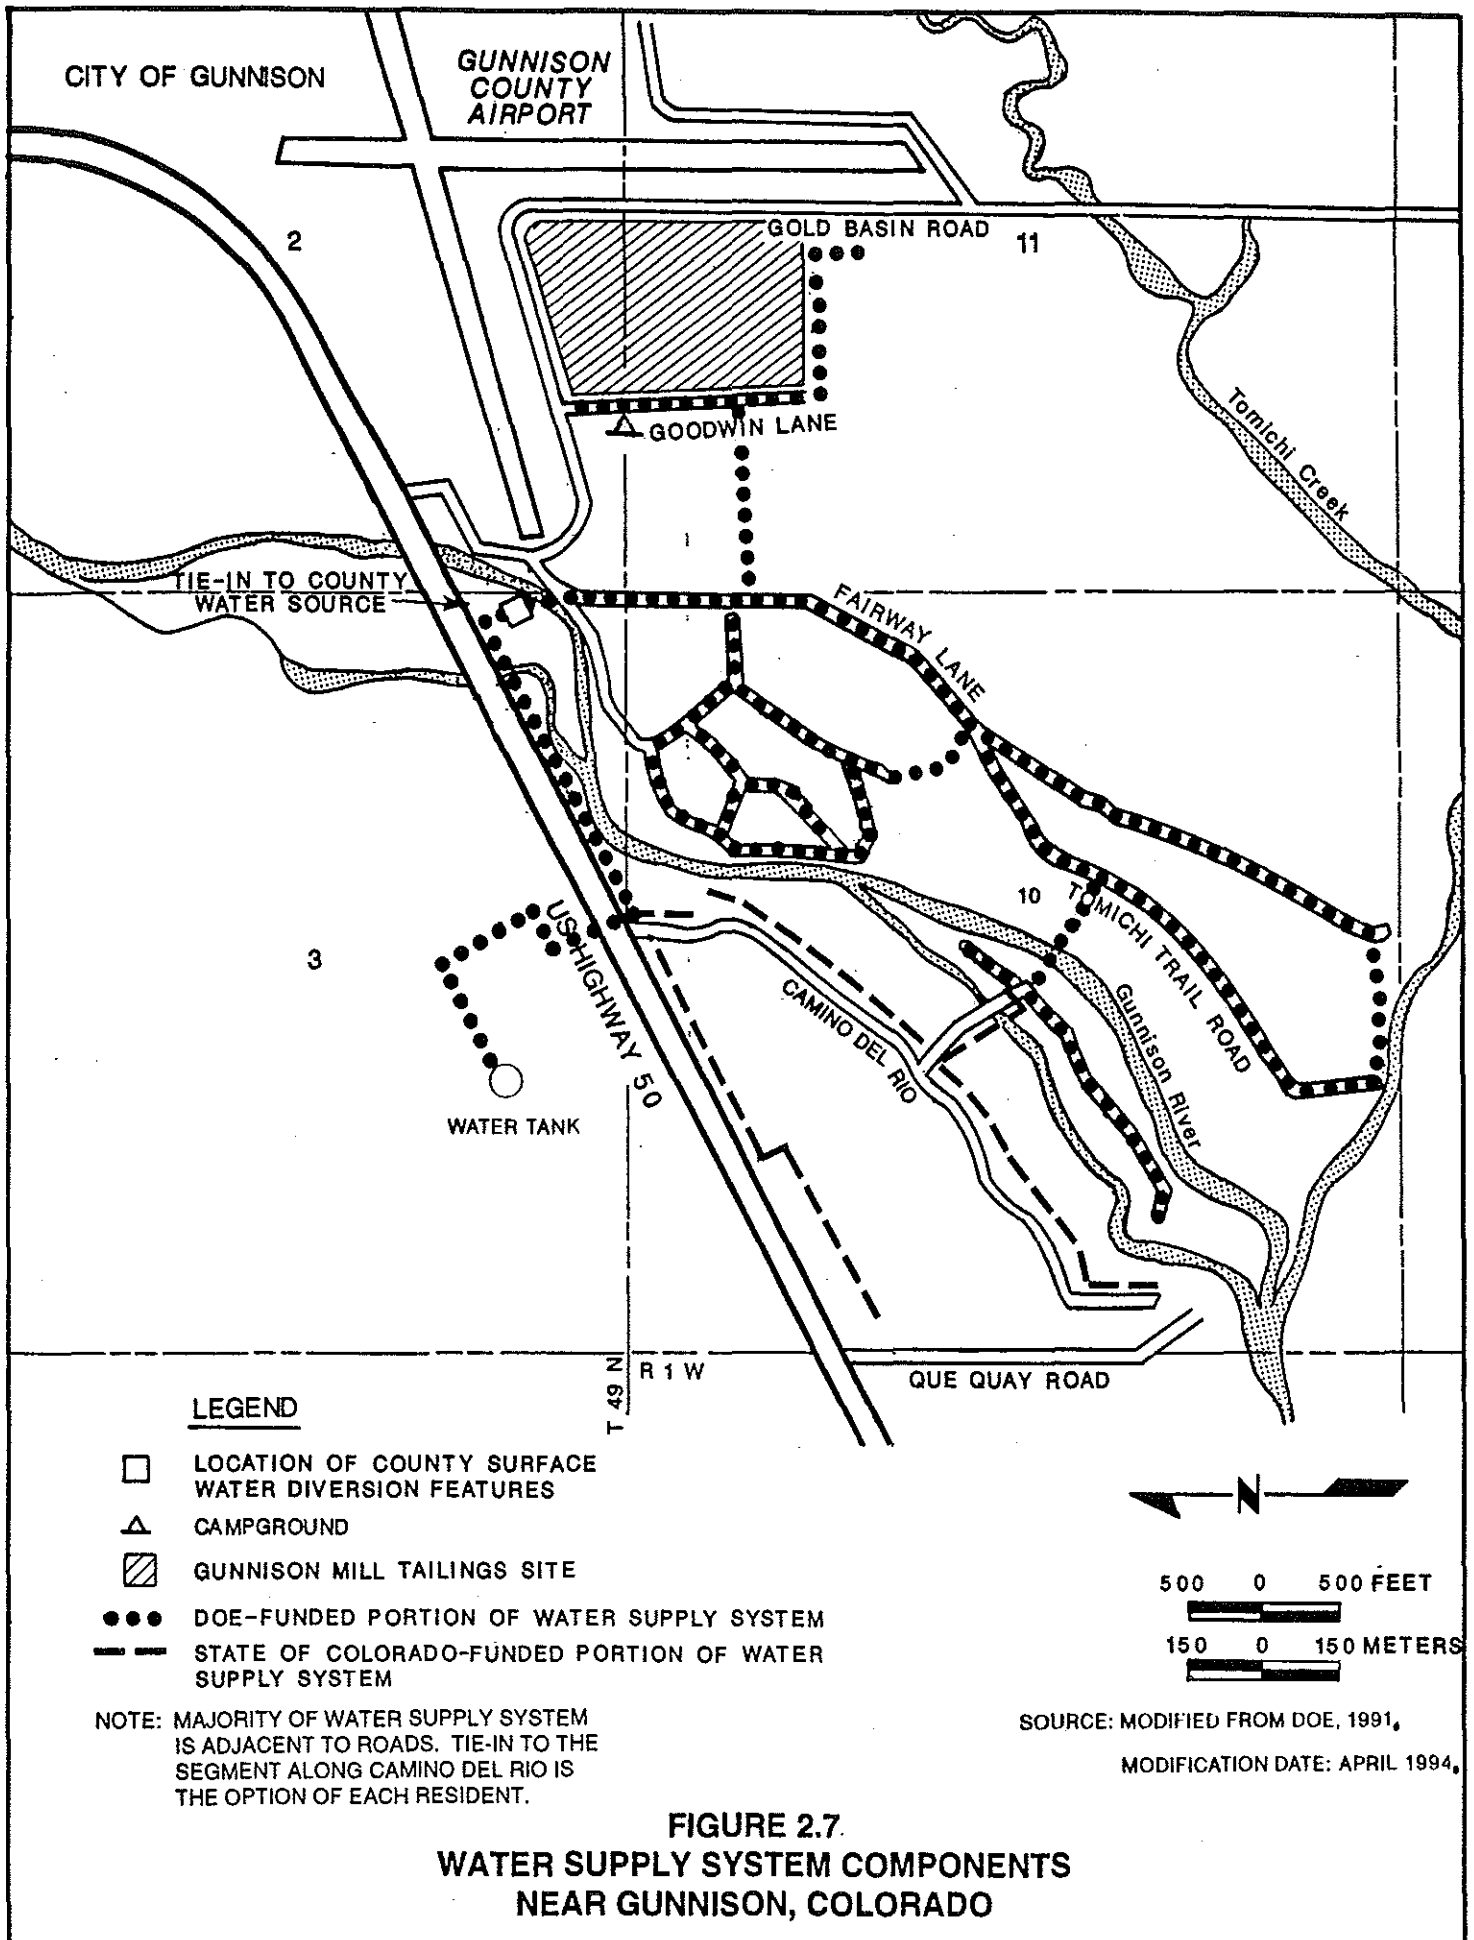 CITY OF GUNNISON
GUNNISON
COUNTY
AIRPORT
2
GOLD BASIN ROAD
11
Tomichi Creek
GOODWIN LANE
1
TIE-IN TO COUNTY
WATER SOURCE
FAIRWAY LANE
10
TOMICHI TRAIL ROAD
3
US HIGHWAY 50
CAMINO DEL RIO
Gunnison River
WATER TANK
T 49 N
R 1 W
QUE QUAY ROAD
LEGEND
LOCATION OF COUNTY SURFACE
WATER DIVERSION FEATURES
CAMPGROUND
GUNNISON MILL TAILINGS SITE
DOE-FUNDED PORTION OF WATER SUPPLY SYSTEM
STATE OF COLORADO-FUNDED PORTION OF WATER
SUPPLY SYSTEM
N
500 0 500 FEET
150 0 150 METERS
NOTE: MAJORITY OF WATER SUPPLY SYSTEM
IS ADJACENT TO ROADS. TIE-IN TO THE
SEGMENT ALONG CAMINO DEL RIO IS
THE OPTION OF EACH RESIDENT.
SOURCE: MODIFIED FROM DOE, 1991.
MODIFICATION DATE: APRIL 1994.
FIGURE 2.7
WATER SUPPLY SYSTEM COMPONENTS
NEAR GUNNISON, COLORADO